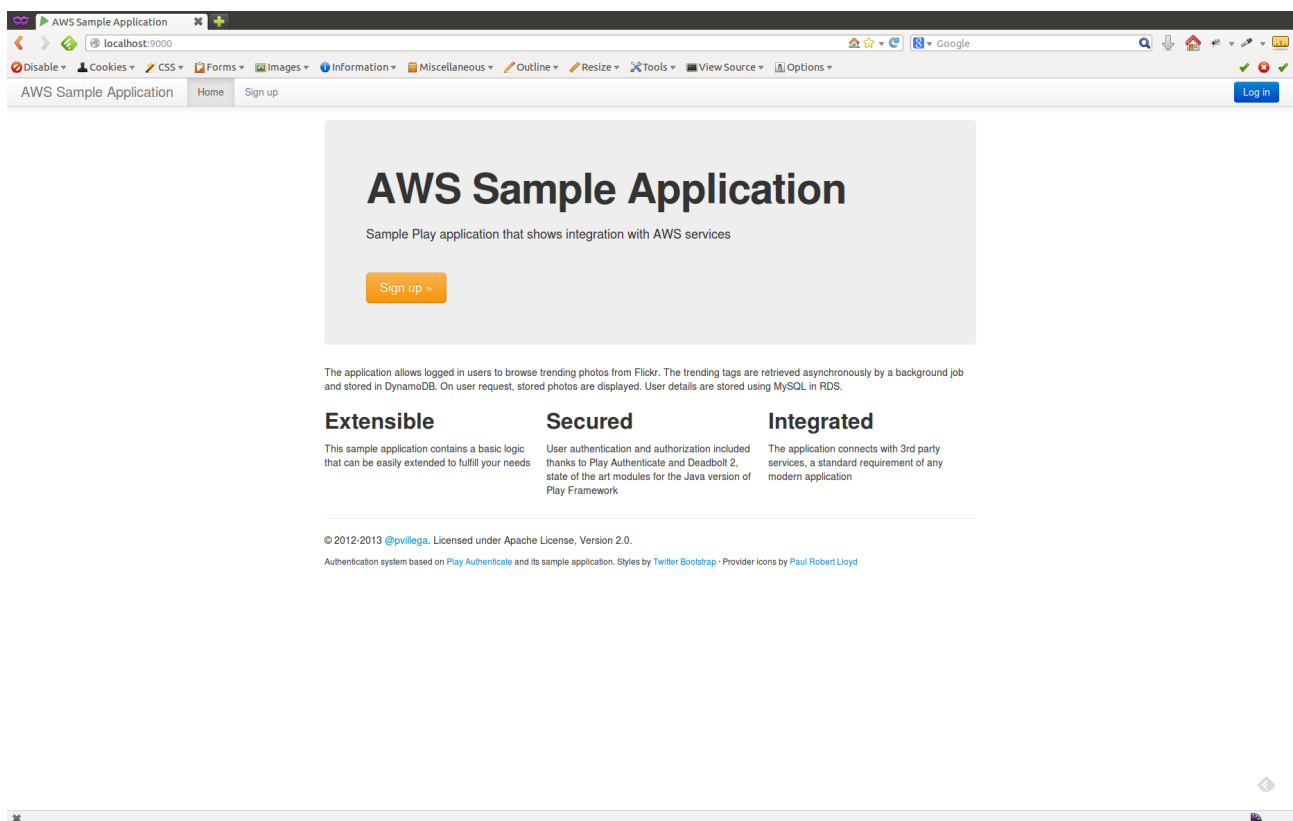 AWS Sample Application
localhost:9000
Google
Disable Cookies CSS Forms Images Information Miscellaneous Outline Resize Tools View Source Options
AWS Sample Application Home Sign up Log in
AWS Sample Application
Sample Play application that shows integration with AWS services
Sign up »
The application allows logged in users to browse trending photos from Flickr. The trending tags are retrieved asynchronously by a background job
and stored in DynamoDB. On user request, stored photos are displayed. User details are stored using MySQL in RDS.
Extensible
This sample application contains a basic logic
that can be easily extended to fulfill your needs
Secured
User authentication and authorization included
thanks to Play Authenticate and Deadbolt 2,
state of the art modules for the Java version of
Play Framework
Integrated
The application connects with 3rd party
services, a standard requirement of any
modern application
© 2012-2013 @pvillega. Licensed under Apache License, Version 2.0.
Authentication system based on Play Authenticate and its sample application. Styles by Twitter Bootstrap · Provider icons by Paul Robert Lloyd